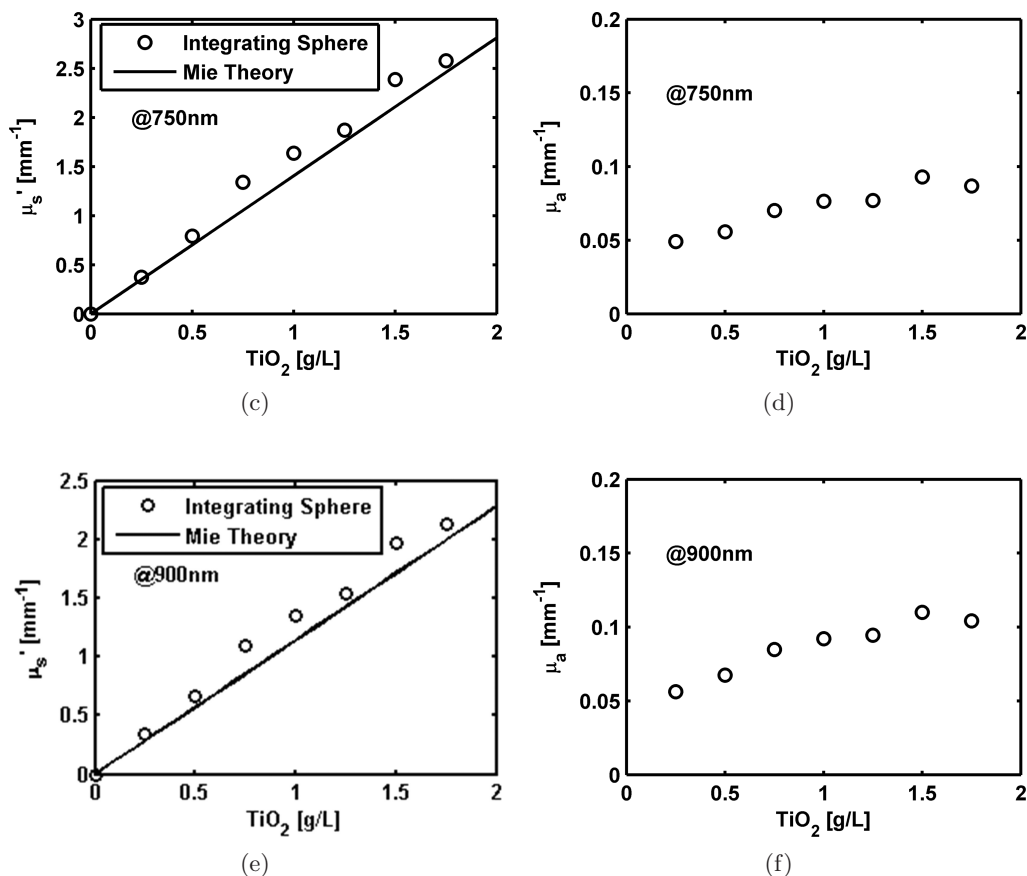 3
2.5
2
1.5
1
0.5
0
Integrating Sphere
Mie Theory
@750nm
μs' [mm-1]
0 0.5 1 1.5 2
TiO2 [g/L]
(c)
0.2
0.15
0.1
0.05
0
@750nm
μa [mm-1]
0 0.5 1 1.5 2
TiO2 [g/L]
(d)
2.5
2
1.5
1
0.5
0
Integrating Sphere
Mie Theory
@900nm
μs' [mm-1]
0 0.5 1 1.5 2
TiO2 [g/L]
(e)
0.2
0.15
0.1
0.05
0
@900nm
μa [mm-1]
0 0.5 1 1.5 2
TiO2 [g/L]
(f)